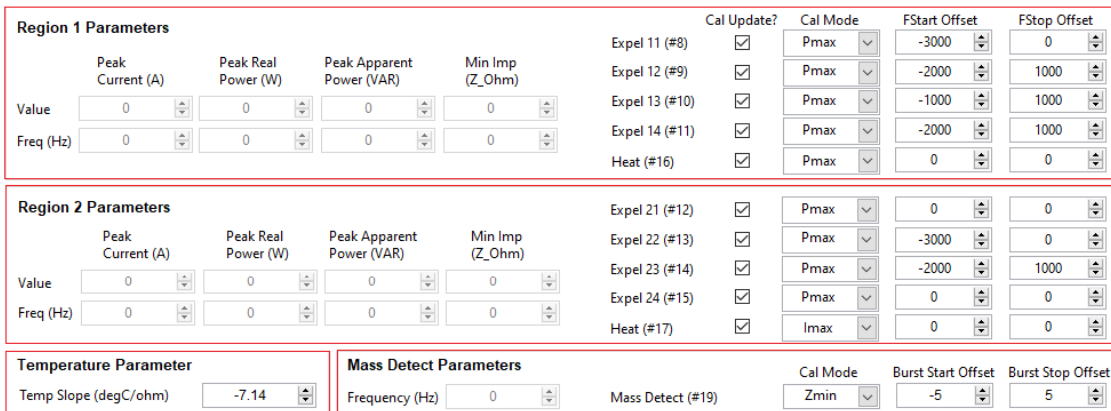 Region 1 Parameters
Cal Update? Cal Mode FStart Offset FStop Offset
Expel 11 (#8) Pmax -3000 0
Peak Current (A) Peak Real Power (W) Peak Apparent Power (VAR) Min Imp (Z_Ohm)
Expel 12 (#9) Pmax -2000 1000
Value 0 0 0 0
Expel 13 (#10) Pmax -1000 1000
Freq (Hz) 0 0 0 0
Expel 14 (#11) Pmax -2000 1000
Heat (#16) Pmax 0 0
Region 2 Parameters
Expel 21 (#12) Pmax 0 0
Peak Current (A) Peak Real Power (W) Peak Apparent Power (VAR) Min Imp (Z_Ohm)
Expel 22 (#13) Pmax -3000 0
Value 0 0 0 0
Expel 23 (#14) Pmax -2000 1000
Freq (Hz) 0 0 0 0
Expel 24 (#15) Pmax 0 0
Heat (#17) Imax 0 0
Temperature Parameter
Temp Slope (degC/ohm) -7.14
Mass Detect Parameters
Cal Mode Burst Start Offset Burst Stop Offset
Frequency (Hz) 0 Mass Detect (#19) Zmin -5 5